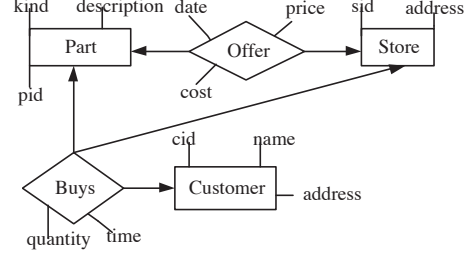 kind description date price sid address
Part Offer Store
pid cost
cid name
Buys Customer address
quantity time